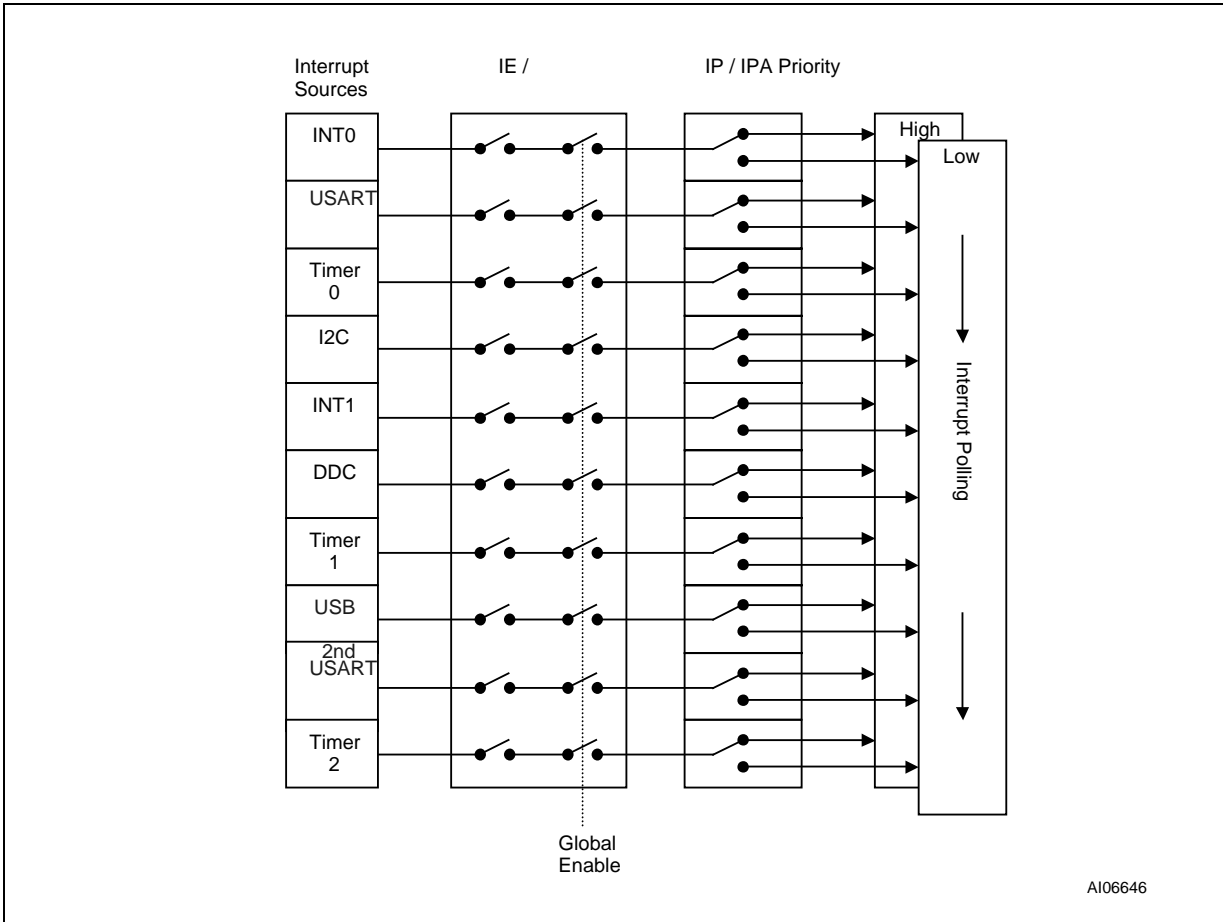 Interrupt
Sources
IE /
IP / IPA Priority
INT0
High
Low
USART
Timer
0
I2C
INT1
Interrupt Polling
DDC
Timer
1
USB
2nd
USART
Timer
2
Global
Enable
AI06646